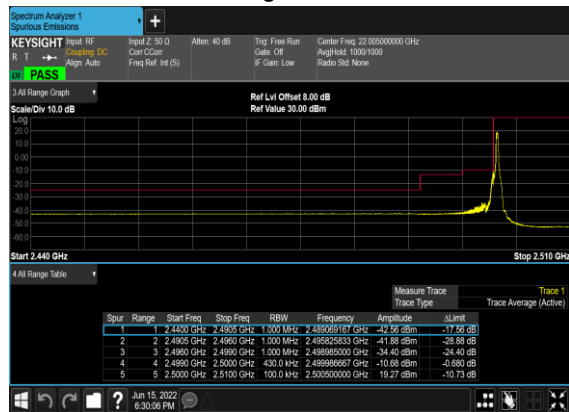 Spectrum Analyzer 1
Spurious Emissions
+
KEYSIGHT Input: RF Input Z: 50 Ω Atten: 40 dB Trig: Free Run Center Freq: 22.005000000 GHz
R T Coupling: DC Corr CCorr Gate: Off Avg|Hold: 1000/1000
Align: Auto Freq Ref: Int (S) IF Gain: Low Radio Std: None
PASS
3 All Range Graph
Ref Lvl Offset 8.00 dB
Scale/Div 10.0 dB Ref Value 30.00 dBm
Log
20.0
10.0
0.00
-10.0
-20.0
-30.0
-40.0
-50.0
-60.0
Start 2.440 GHz Stop 2.510 GHz
4 All Range Table
Measure Trace Trace 1
Trace Type Trace Average (Active)
Spur Range Start Freq Stop Freq RBW Frequency Amplitude ΔLimit
1 1 2.4400 GHz 2.4905 GHz 1.000 MHz 2.489069167 GHz -42.56 dBm -17.56 dB
2 2 2.4905 GHz 2.4960 GHz 1.000 MHz 2.495825833 GHz -41.88 dBm -28.88 dB
3 3 2.4960 GHz 2.4990 GHz 1.000 MHz 2.498985000 GHz -34.40 dBm -24.40 dB
4 4 2.4990 GHz 2.5000 GHz 430.0 kHz 2.499986667 GHz -10.68 dBm -0.680 dB
5 5 2.5000 GHz 2.5100 GHz 100.0 kHz 2.500500000 GHz 19.27 dBm -10.73 dB
?
Jun 15, 2022
6:30:06 PM